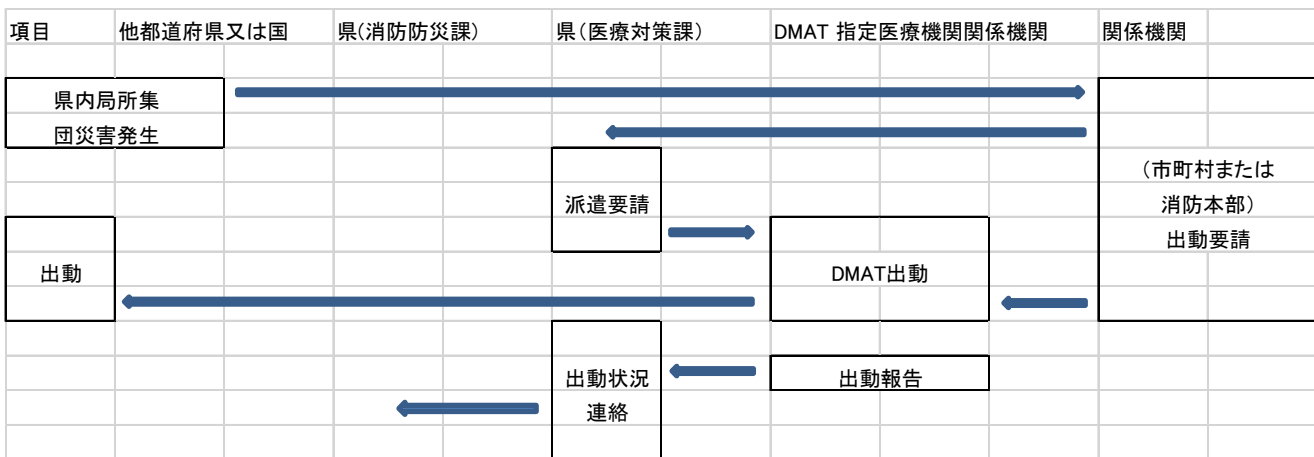 項目 他都道府県又は国 県(消防防災課) 県(医療対策課) DMAT 指定医療機関関係機関 関係機関
県内局所集
団災害発生
派遣要請
(市町村または
消防本部)
出動要請
出動
DMAT出動
出動状況
連絡
出動報告